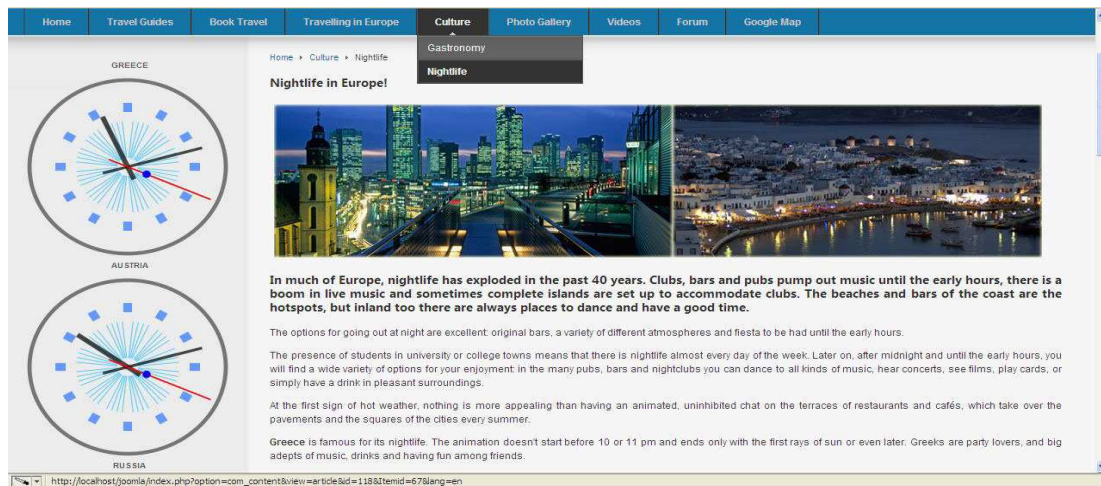 Home Travel Guides Book Travel Travelling in Europe Culture Photo Gallery Videos Forum Google Map
Gastronomy
Nightlife
GREECE
AUSTRIA
RUSSIA
Home Culture Nightlife
Nightlife in Europe!
In much of Europe, nightlife has exploded in the past 40 years. Clubs, bars and pubs pump out music until the early hours, there is a
boom in live music and sometimes complete islands are set up to accommodate clubs. The beaches and bars of the coast are the
hotspots, but inland too there are always places to dance and have a good time.
The options for going out at night are excellent: original bars, a variety of different atmospheres and fiesta to be had until the early hours.
The presence of students in university or college towns means that there is nightlife almost every day of the week. Later on, after midnight and until the early hours, you
will find a wide variety of options for your enjoyment: in the many pubs, bars and nightclubs you can dance to all kinds of music, hear concerts, see films, play cards, or
simply have a drink in pleasant surroundings.
At the first sign of hot weather, nothing is more appealing than having an animated, uninhibited chat on the terraces of restaurants and cafés, which take over the
pavements and the squares of the cities every summer.
Greece is famous for its nightlife. The animation doesn't start before 10 or 11 pm and ends only with the first rays of sun or even later. Greeks are party lovers, and big
adepts of music, drinks and having fun among friends.
http://localhost/joomla/index.php?option=com_content&view=article&id=118&Itemid=67&lang=en